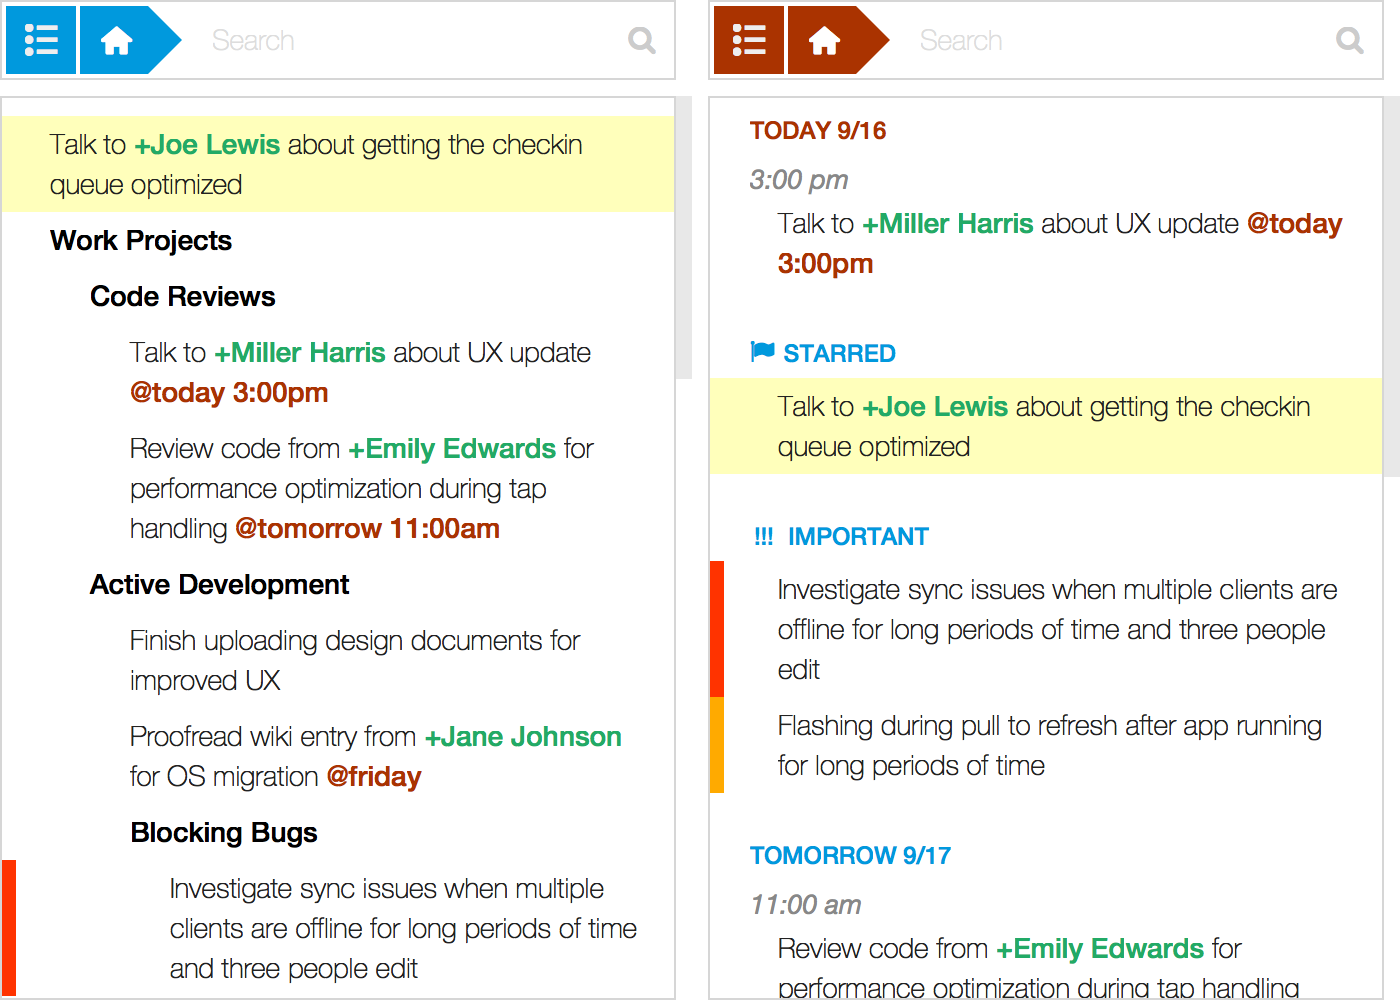 Search
Talk to +Joe Lewis about getting the checkin
queue optimized
Work Projects
Code Reviews
Talk to +Miller Harris about UX update
@today 3:00pm
Review code from +Emily Edwards for
performance optimization during tap
handling @tomorrow 11:00am
Active Development
Finish uploading design documents for
improved UX
Proofread wiki entry from +Jane Johnson
for OS migration @friday
Blocking Bugs
Investigate sync issues when multiple
clients are offline for long periods of time
and three people edit
Search
TODAY 9/16
3:00 pm
Talk to +Miller Harris about UX update @today
3:00pm
STARRED
Talk to +Joe Lewis about getting the checkin
queue optimized
!!! IMPORTANT
Investigate sync issues when multiple clients are
offline for long periods of time and three people
edit
Flashing during pull to refresh after app running
for long periods of time
TOMORROW 9/17
11:00 am
Review code from +Emily Edwards for
performance optimization during tap handling